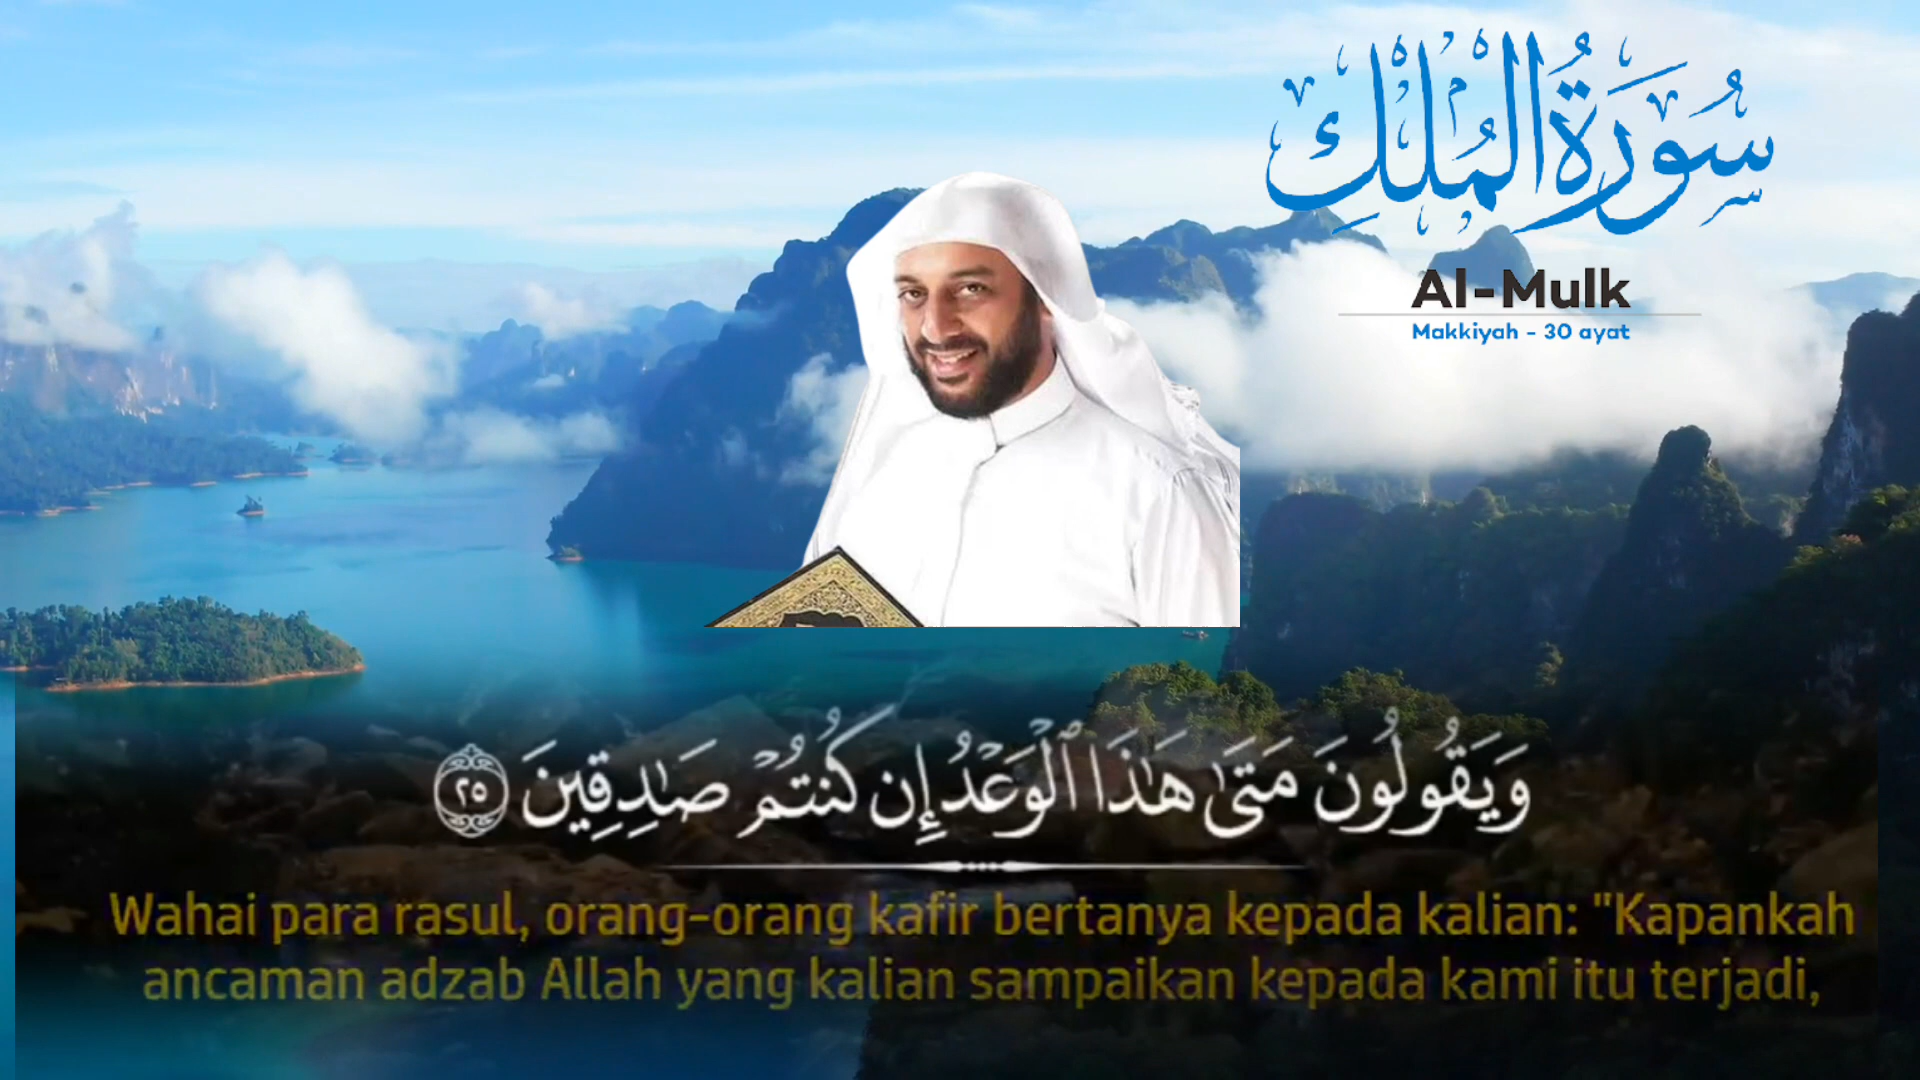 سُورَةُ الْمُلْكِ
Al-Mulk
Makkiyah - 30 ayat
وَيَقُولُونَ مَتَىٰ هَـٰذَا ٱلْوَعْدُ إِن كُنتُمْ صَـٰدِقِينَ ٢٥
Wahai para rasul, orang-orang kafir bertanya kepada kalian: "Kapankah
ancaman adzab Allah yang kalian sampaikan kepada kami itu terjadi,